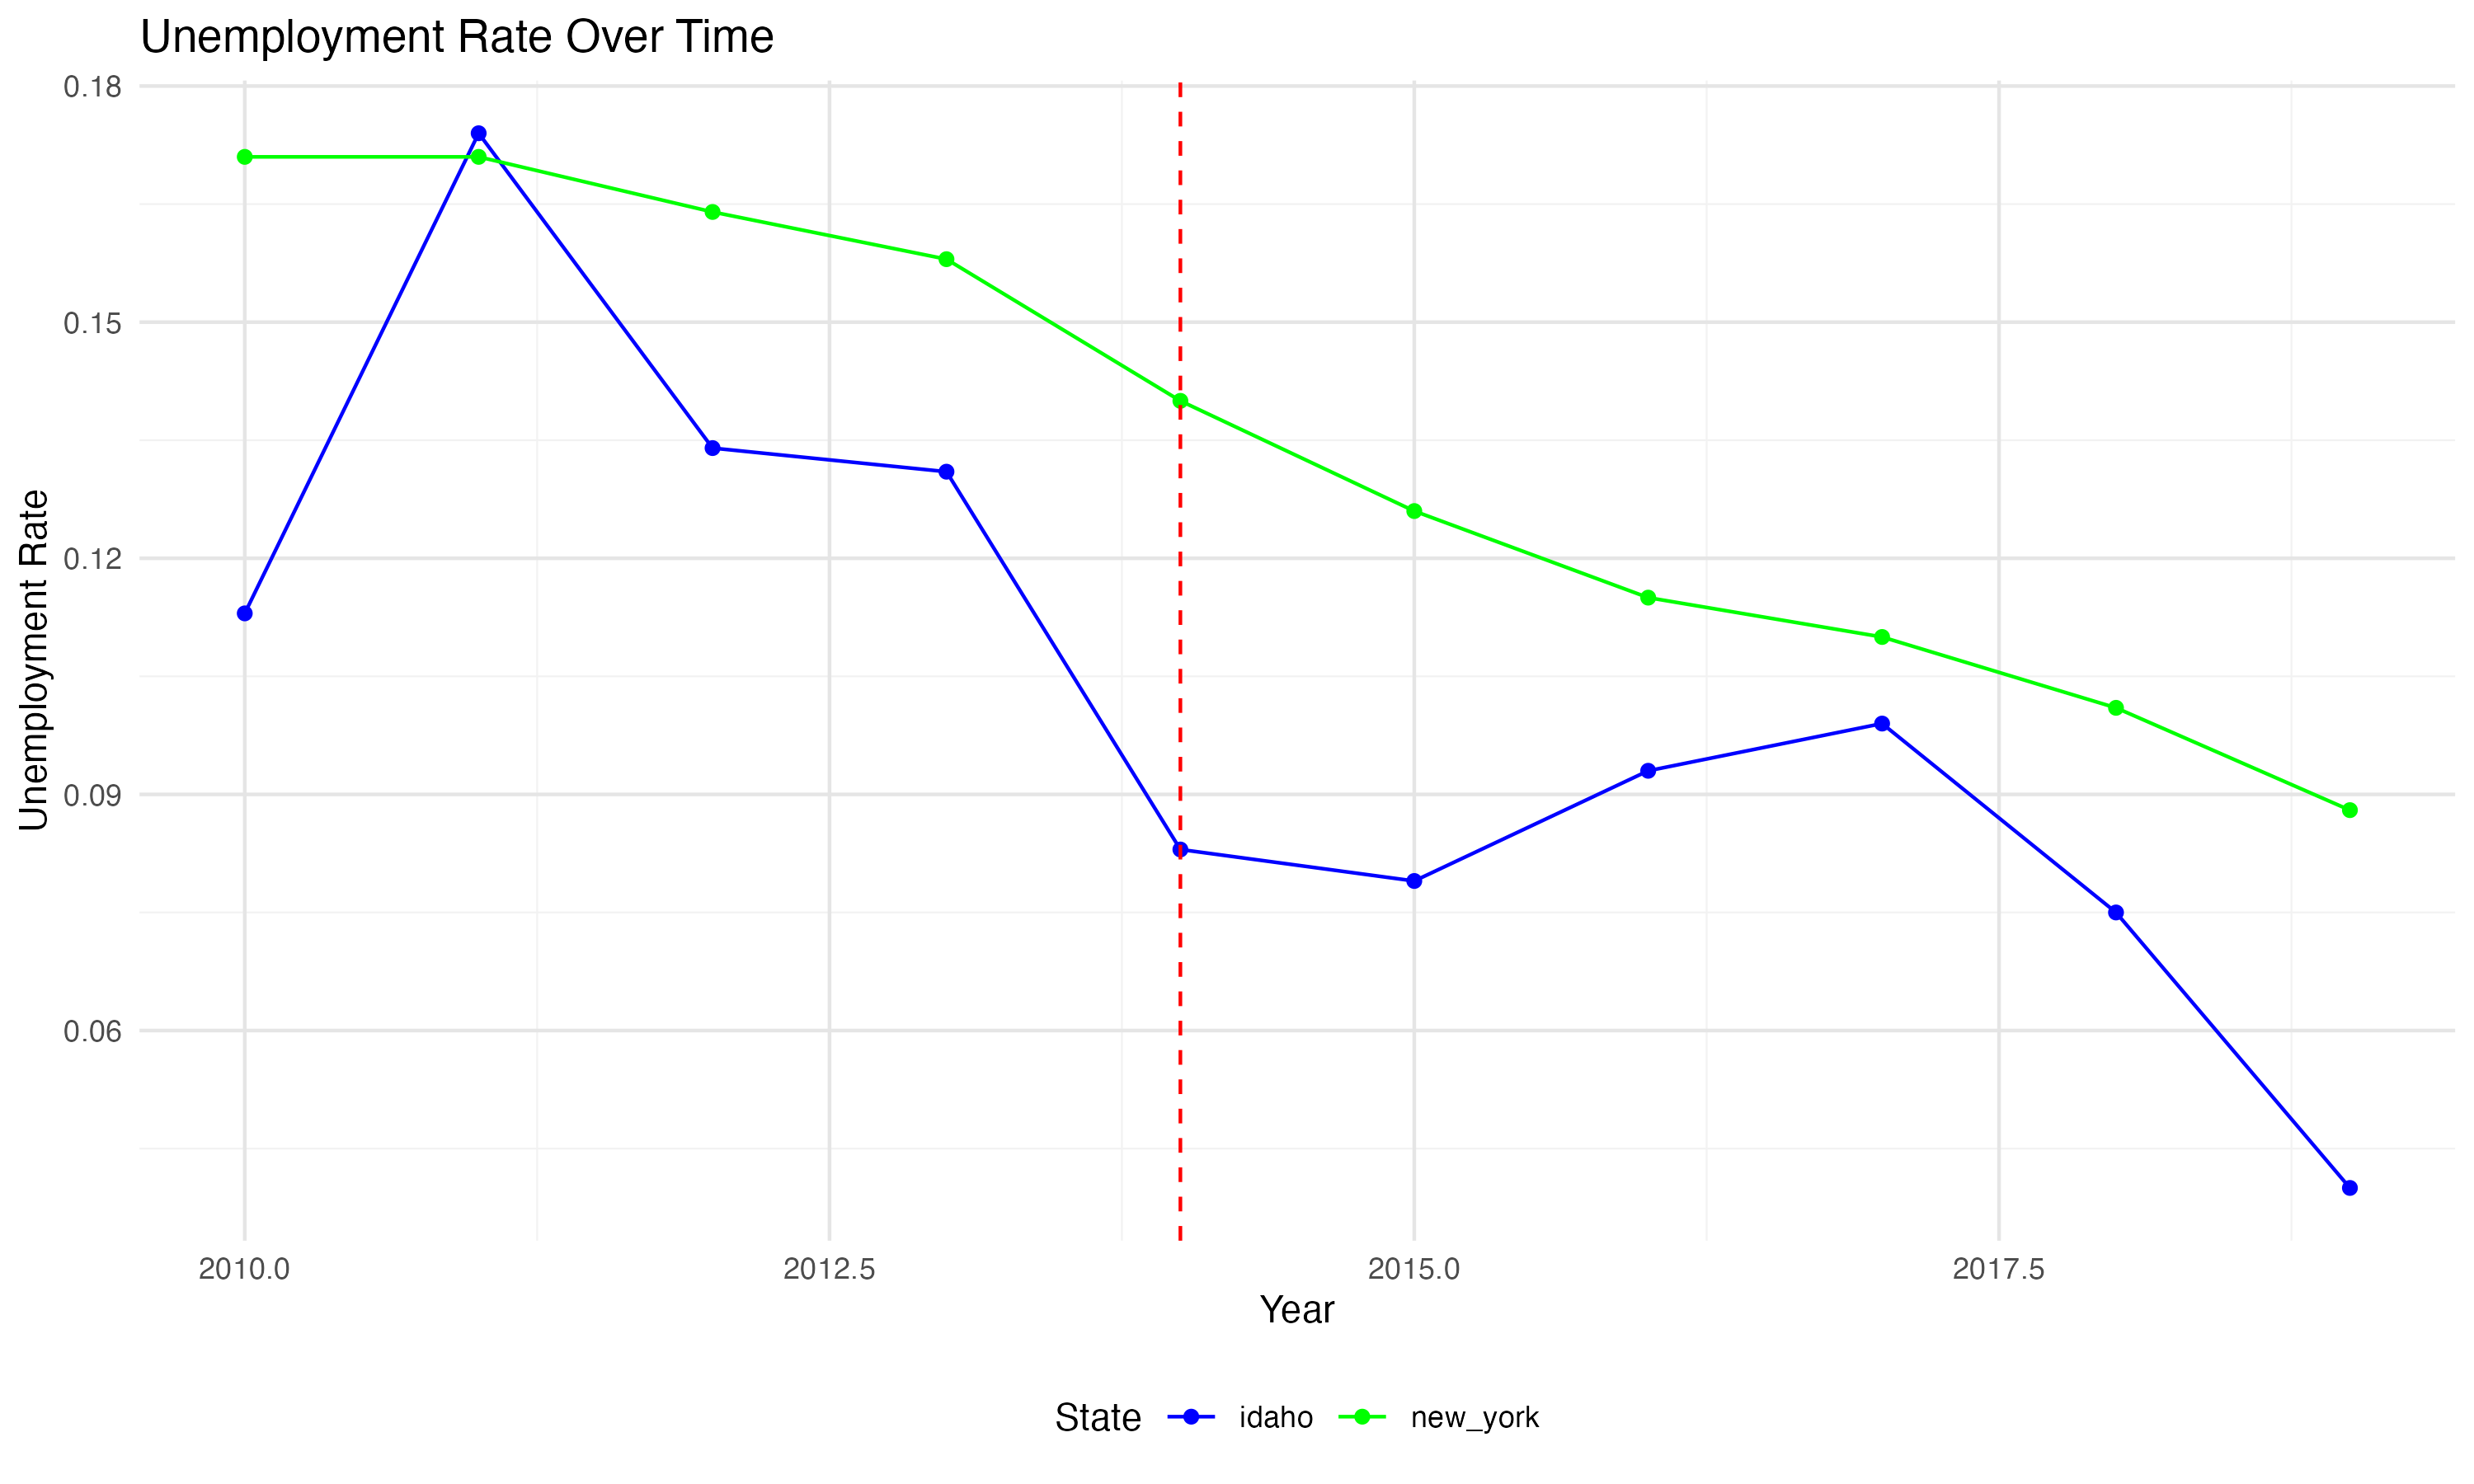 Unemployment Rate Over Time
0.18
0.15
0.12
0.09
0.06
Unemployment Rate
2010.0 2012.5 2015.0 2017.5
Year
State idaho new_york